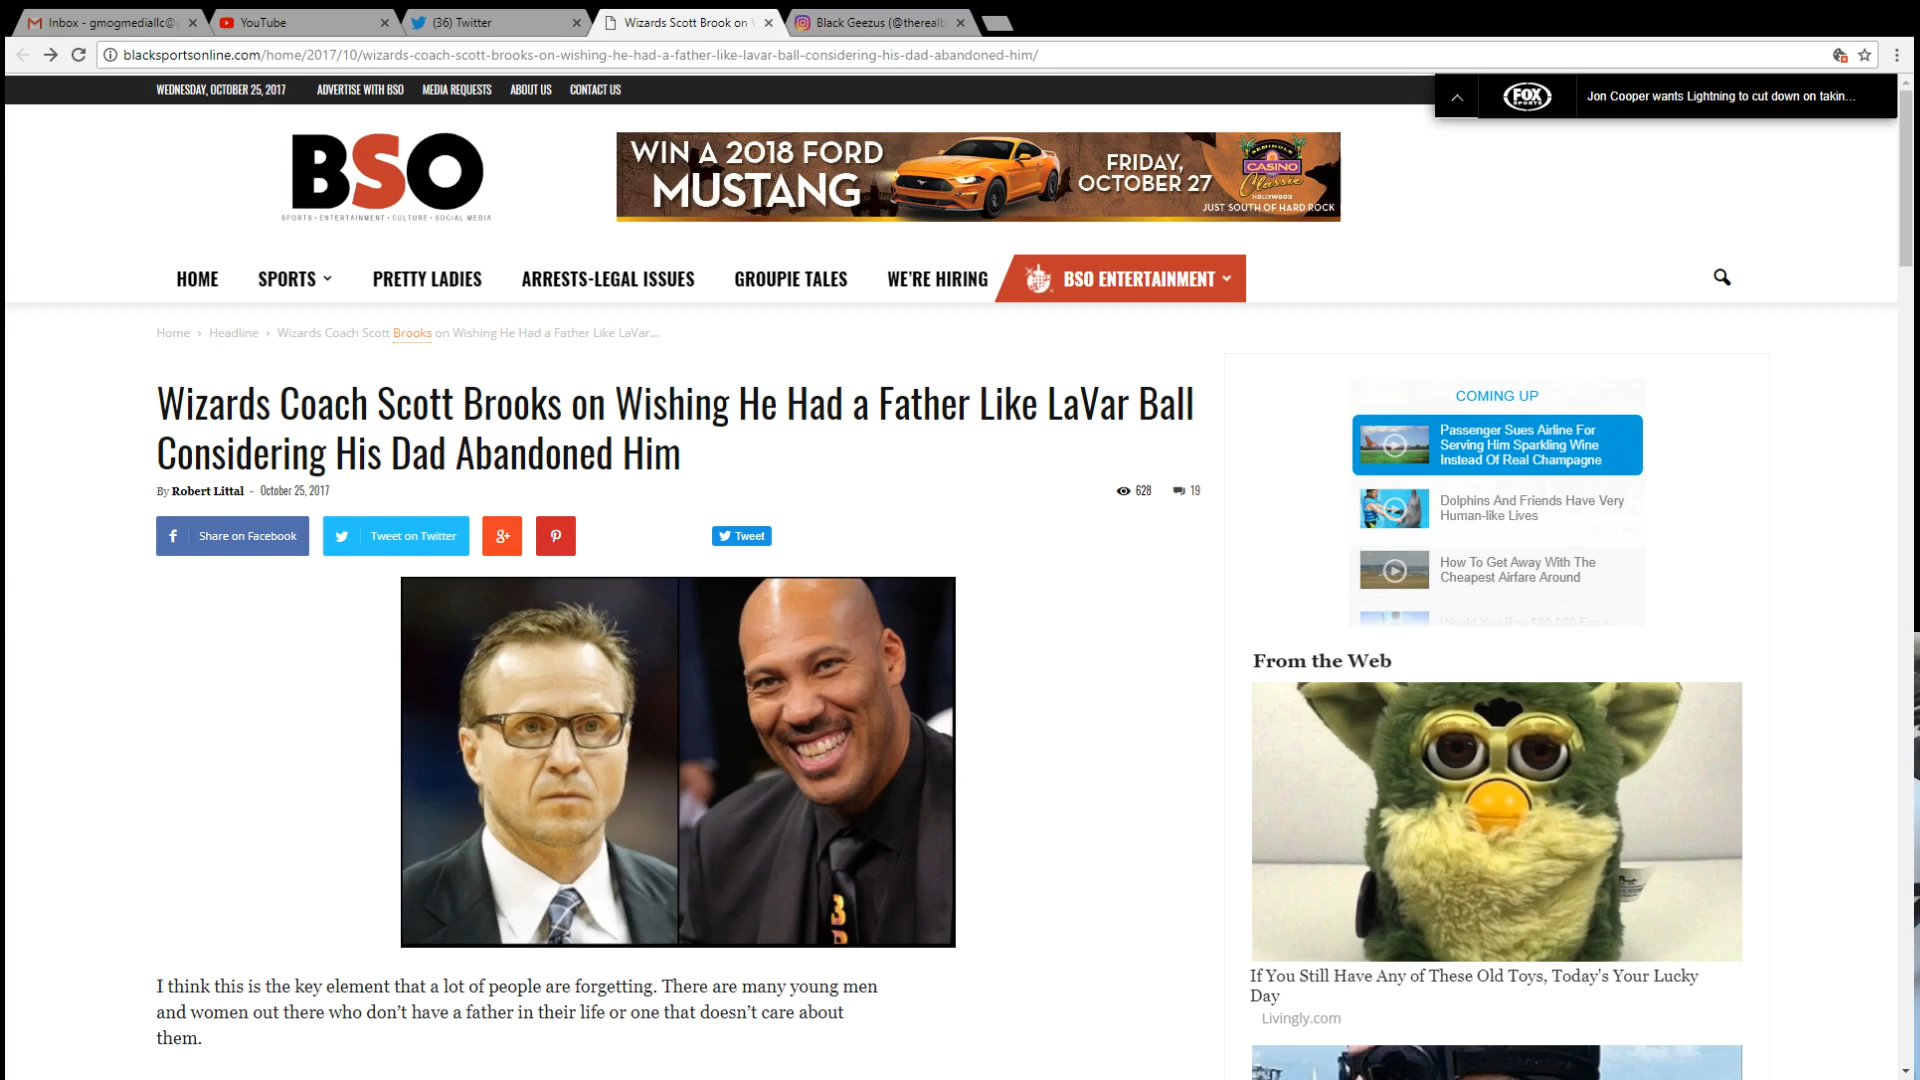 Inbox - gmogmediallc@
YouTube
(36) Twitter
Wizards Scott Brook on
Black Geezus (@therealb
blacksportsonline.com/home/2017/10/wizards-coach-scott-brooks-on-wishing-he-had-a-father-like-lavar-ball-considering-his-dad-abandoned-him/
WEDNESDAY, OCTOBER 25, 2017 ADVERTISE WITH BSO MEDIA REQUESTS ABOUT US CONTACT US
FOX SPORTS Jon Cooper wants Lightning to cut down on takin...
BSO
SPORTS • ENTERTAINMENT • CULTURE • SOCIAL MEDIA
WIN A 2018 FORD
MUSTANG
FRIDAY,
OCTOBER 27
SEMINOLE
CASINO
Classic
HOLLYWOOD
JUST SOUTH OF HARD ROCK
HOME SPORTS PRETTY LADIES ARRESTS-LEGAL ISSUES GROUPIE TALES WE'RE HIRING BSO ENTERTAINMENT
Home › Headline › Wizards Coach Scott Brooks on Wishing He Had a Father Like LaVar...
Wizards Coach Scott Brooks on Wishing He Had a Father Like LaVar Ball
Considering His Dad Abandoned Him
By Robert Littal - October 25, 2017
628 19
Share on Facebook
Tweet on Twitter
g+
Tweet
I think this is the key element that a lot of people are forgetting. There are many young men
and women out there who don't have a father in their life or one that doesn't care about
them.
COMING UP
Passenger Sues Airline For
Serving Him Sparkling Wine
Instead Of Real Champagne
Dolphins And Friends Have Very
Human-like Lives
How To Get Away With The
Cheapest Airfare Around
From the Web
If You Still Have Any of These Old Toys, Today's Your Lucky
Day
Livingly.com